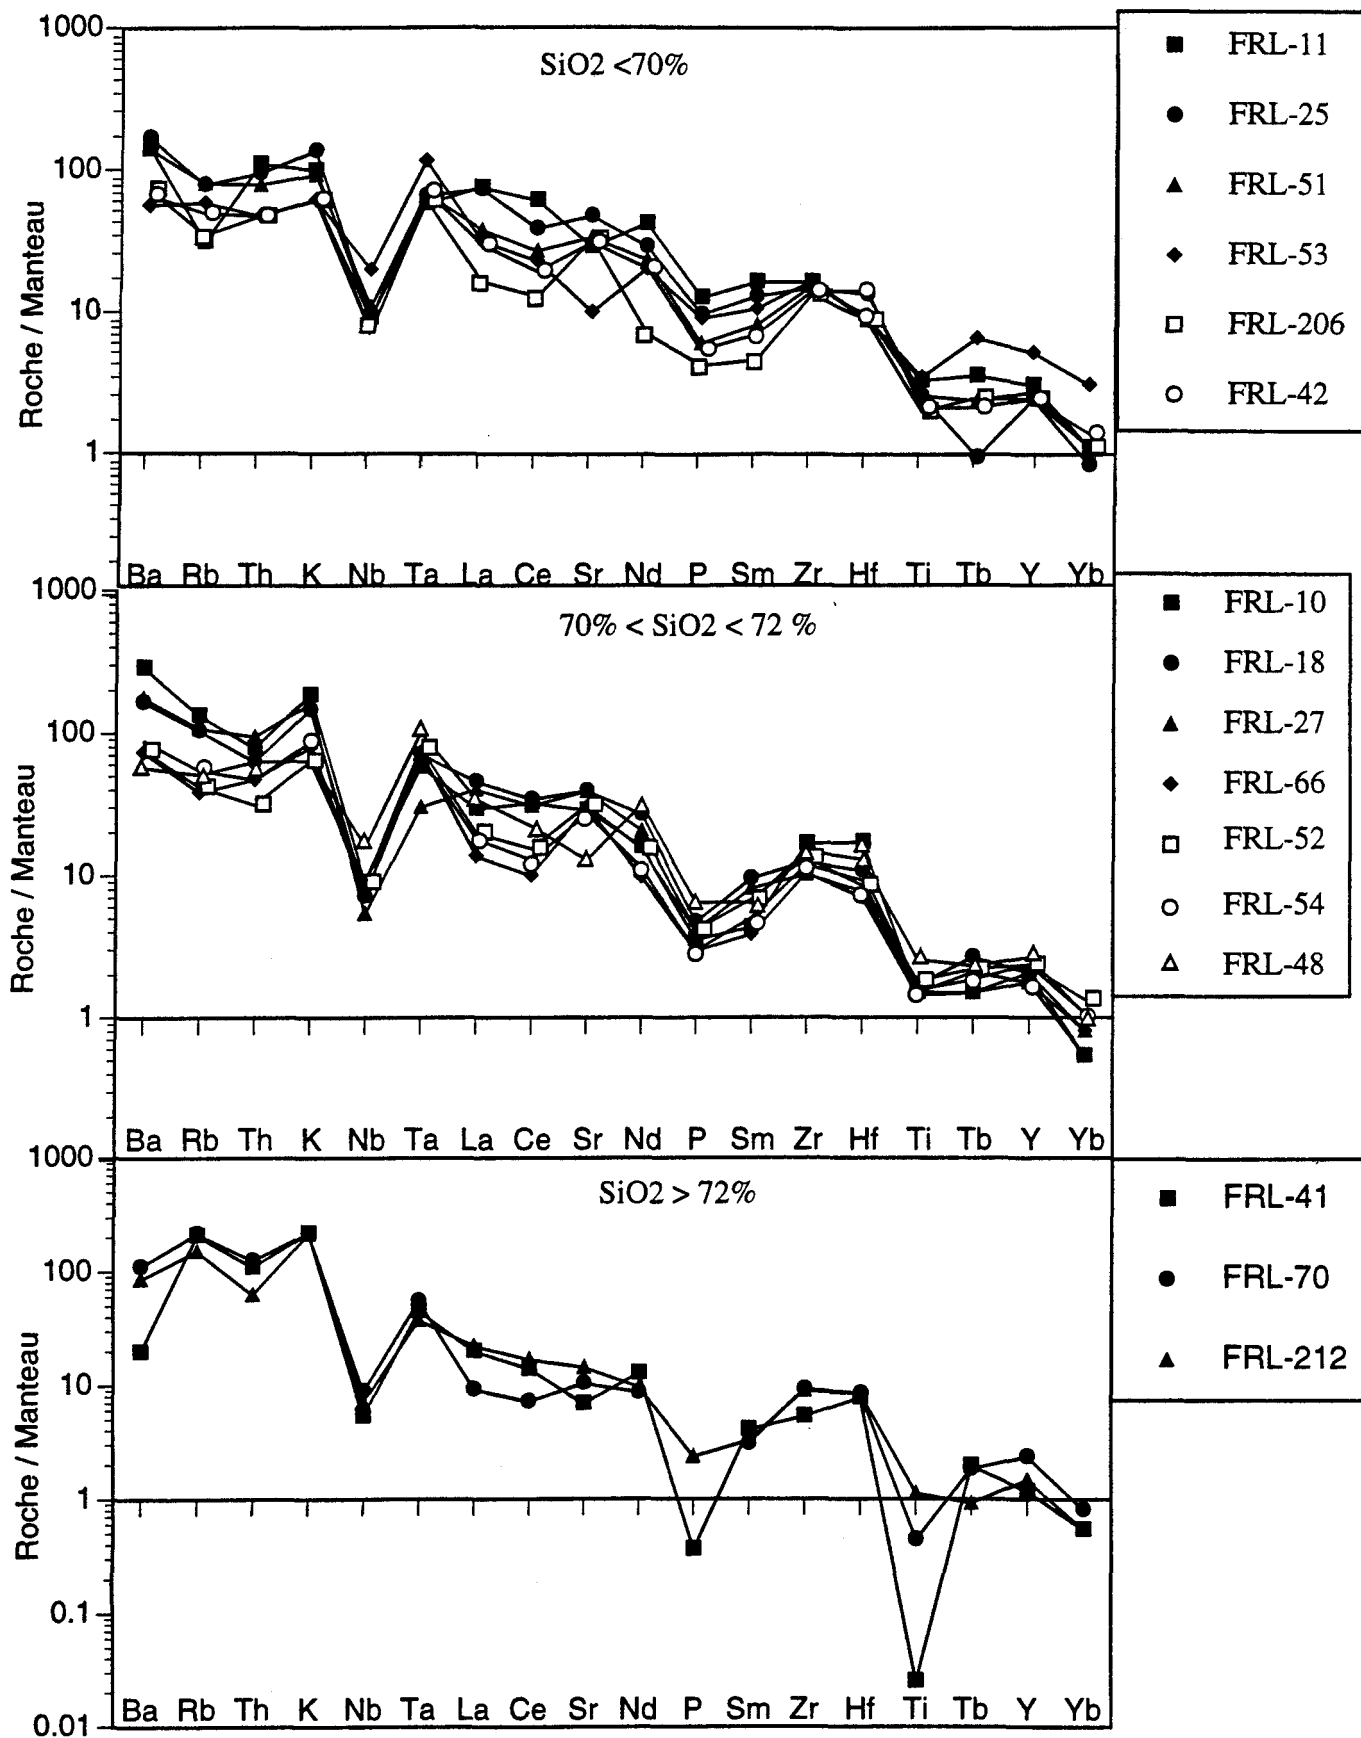 1000
SiO2 <70%
100
10
1
Roche / Manteau
Ba Rb Th K Nb Ta La Ce Sr Nd P Sm Zr Hf Ti Tb Y Yb
FRL-11
FRL-25
FRL-51
FRL-53
FRL-206
FRL-42
1000
70% < SiO2 < 72 %
100
10
1
Roche / Manteau
Ba Rb Th K Nb Ta La Ce Sr Nd P Sm Zr Hf Ti Tb Y Yb
FRL-10
FRL-18
FRL-27
FRL-66
FRL-52
FRL-54
FRL-48
1000
SiO2 > 72%
100
10
1
0.1
0.01
Roche / Manteau
Ba Rb Th K Nb Ta La Ce Sr Nd P Sm Zr Hf Ti Tb Y Yb
FRL-41
FRL-70
FRL-212